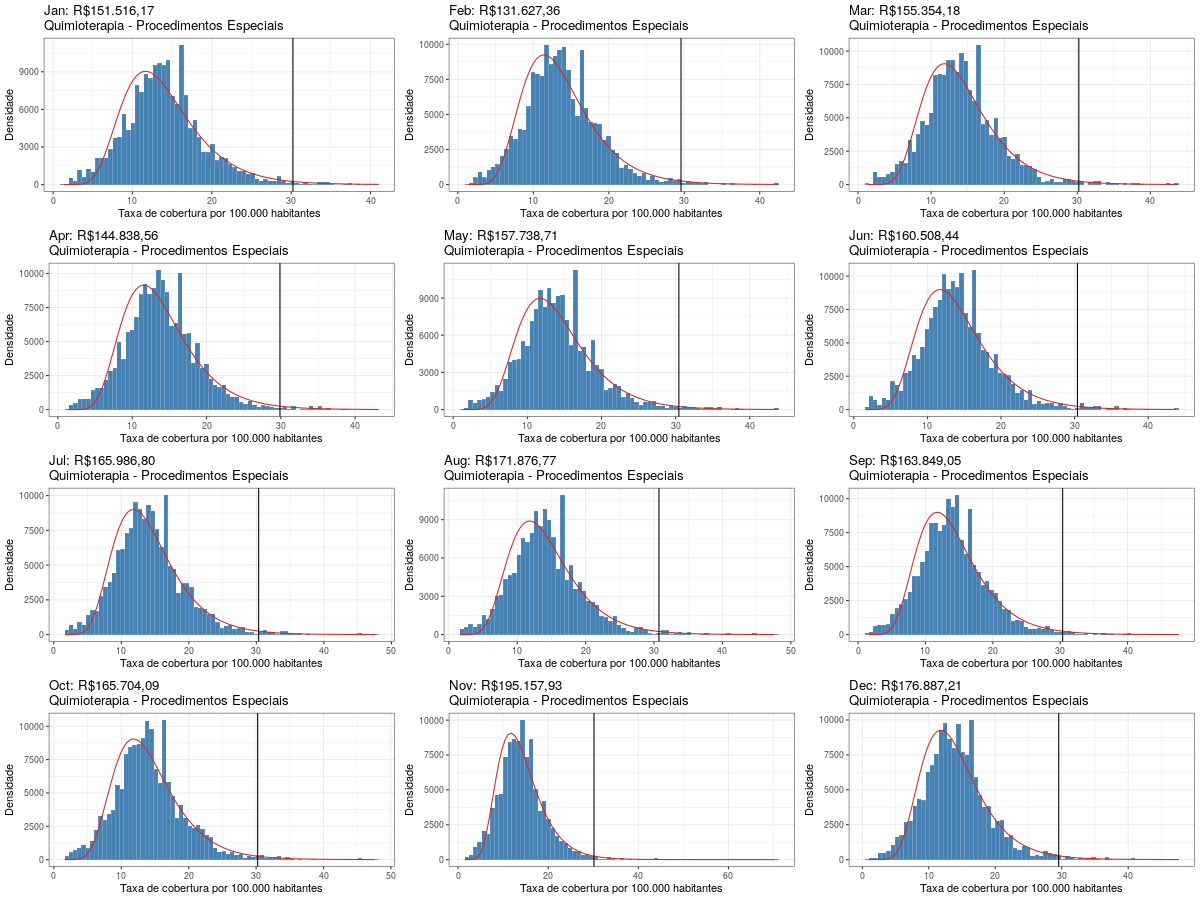 Jan: R$151.516,17
Quimioterapia - Procedimentos Especiais
Densidade
9000
6000
3000
0
0 10 20 30 40
Taxa de cobertura por 100.000 habitantes
Feb: R$131.627,36
Quimioterapia - Procedimentos Especiais
Densidade
10000
7500
5000
2500
0
0 10 20 30 40
Taxa de cobertura por 100.000 habitantes
Mar: R$155.354,18
Quimioterapia - Procedimentos Especiais
Densidade
10000
7500
5000
2500
0
0 10 20 30 40
Taxa de cobertura por 100.000 habitantes
Apr: R$144.838,56
Quimioterapia - Procedimentos Especiais
Densidade
10000
7500
5000
2500
0
0 10 20 30 40
Taxa de cobertura por 100.000 habitantes
May: R$157.738,71
Quimioterapia - Procedimentos Especiais
Densidade
9000
6000
3000
0
0 10 20 30 40
Taxa de cobertura por 100.000 habitantes
Jun: R$160.508,44
Quimioterapia - Procedimentos Especiais
Densidade
10000
7500
5000
2500
0
0 10 20 30 40
Taxa de cobertura por 100.000 habitantes
Jul: R$165.986,80
Quimioterapia - Procedimentos Especiais
Densidade
10000
7500
5000
2500
0
0 10 20 30 40 50
Taxa de cobertura por 100.000 habitantes
Aug: R$171.876,77
Quimioterapia - Procedimentos Especiais
Densidade
9000
6000
3000
0
0 10 20 30 40 50
Taxa de cobertura por 100.000 habitantes
Sep: R$163.849,05
Quimioterapia - Procedimentos Especiais
Densidade
10000
7500
5000
2500
0
0 10 20 30 40
Taxa de cobertura por 100.000 habitantes
Oct: R$165.704,09
Quimioterapia - Procedimentos Especiais
Densidade
10000
7500
5000
2500
0
0 10 20 30 40 50
Taxa de cobertura por 100.000 habitantes
Nov: R$195.157,93
Quimioterapia - Procedimentos Especiais
Densidade
10000
7500
5000
2500
0
0 20 40 60
Taxa de cobertura por 100.000 habitantes
Dec: R$176.887,21
Quimioterapia - Procedimentos Especiais
Densidade
10000
7500
5000
2500
0
0 10 20 30 40
Taxa de cobertura por 100.000 habitantes